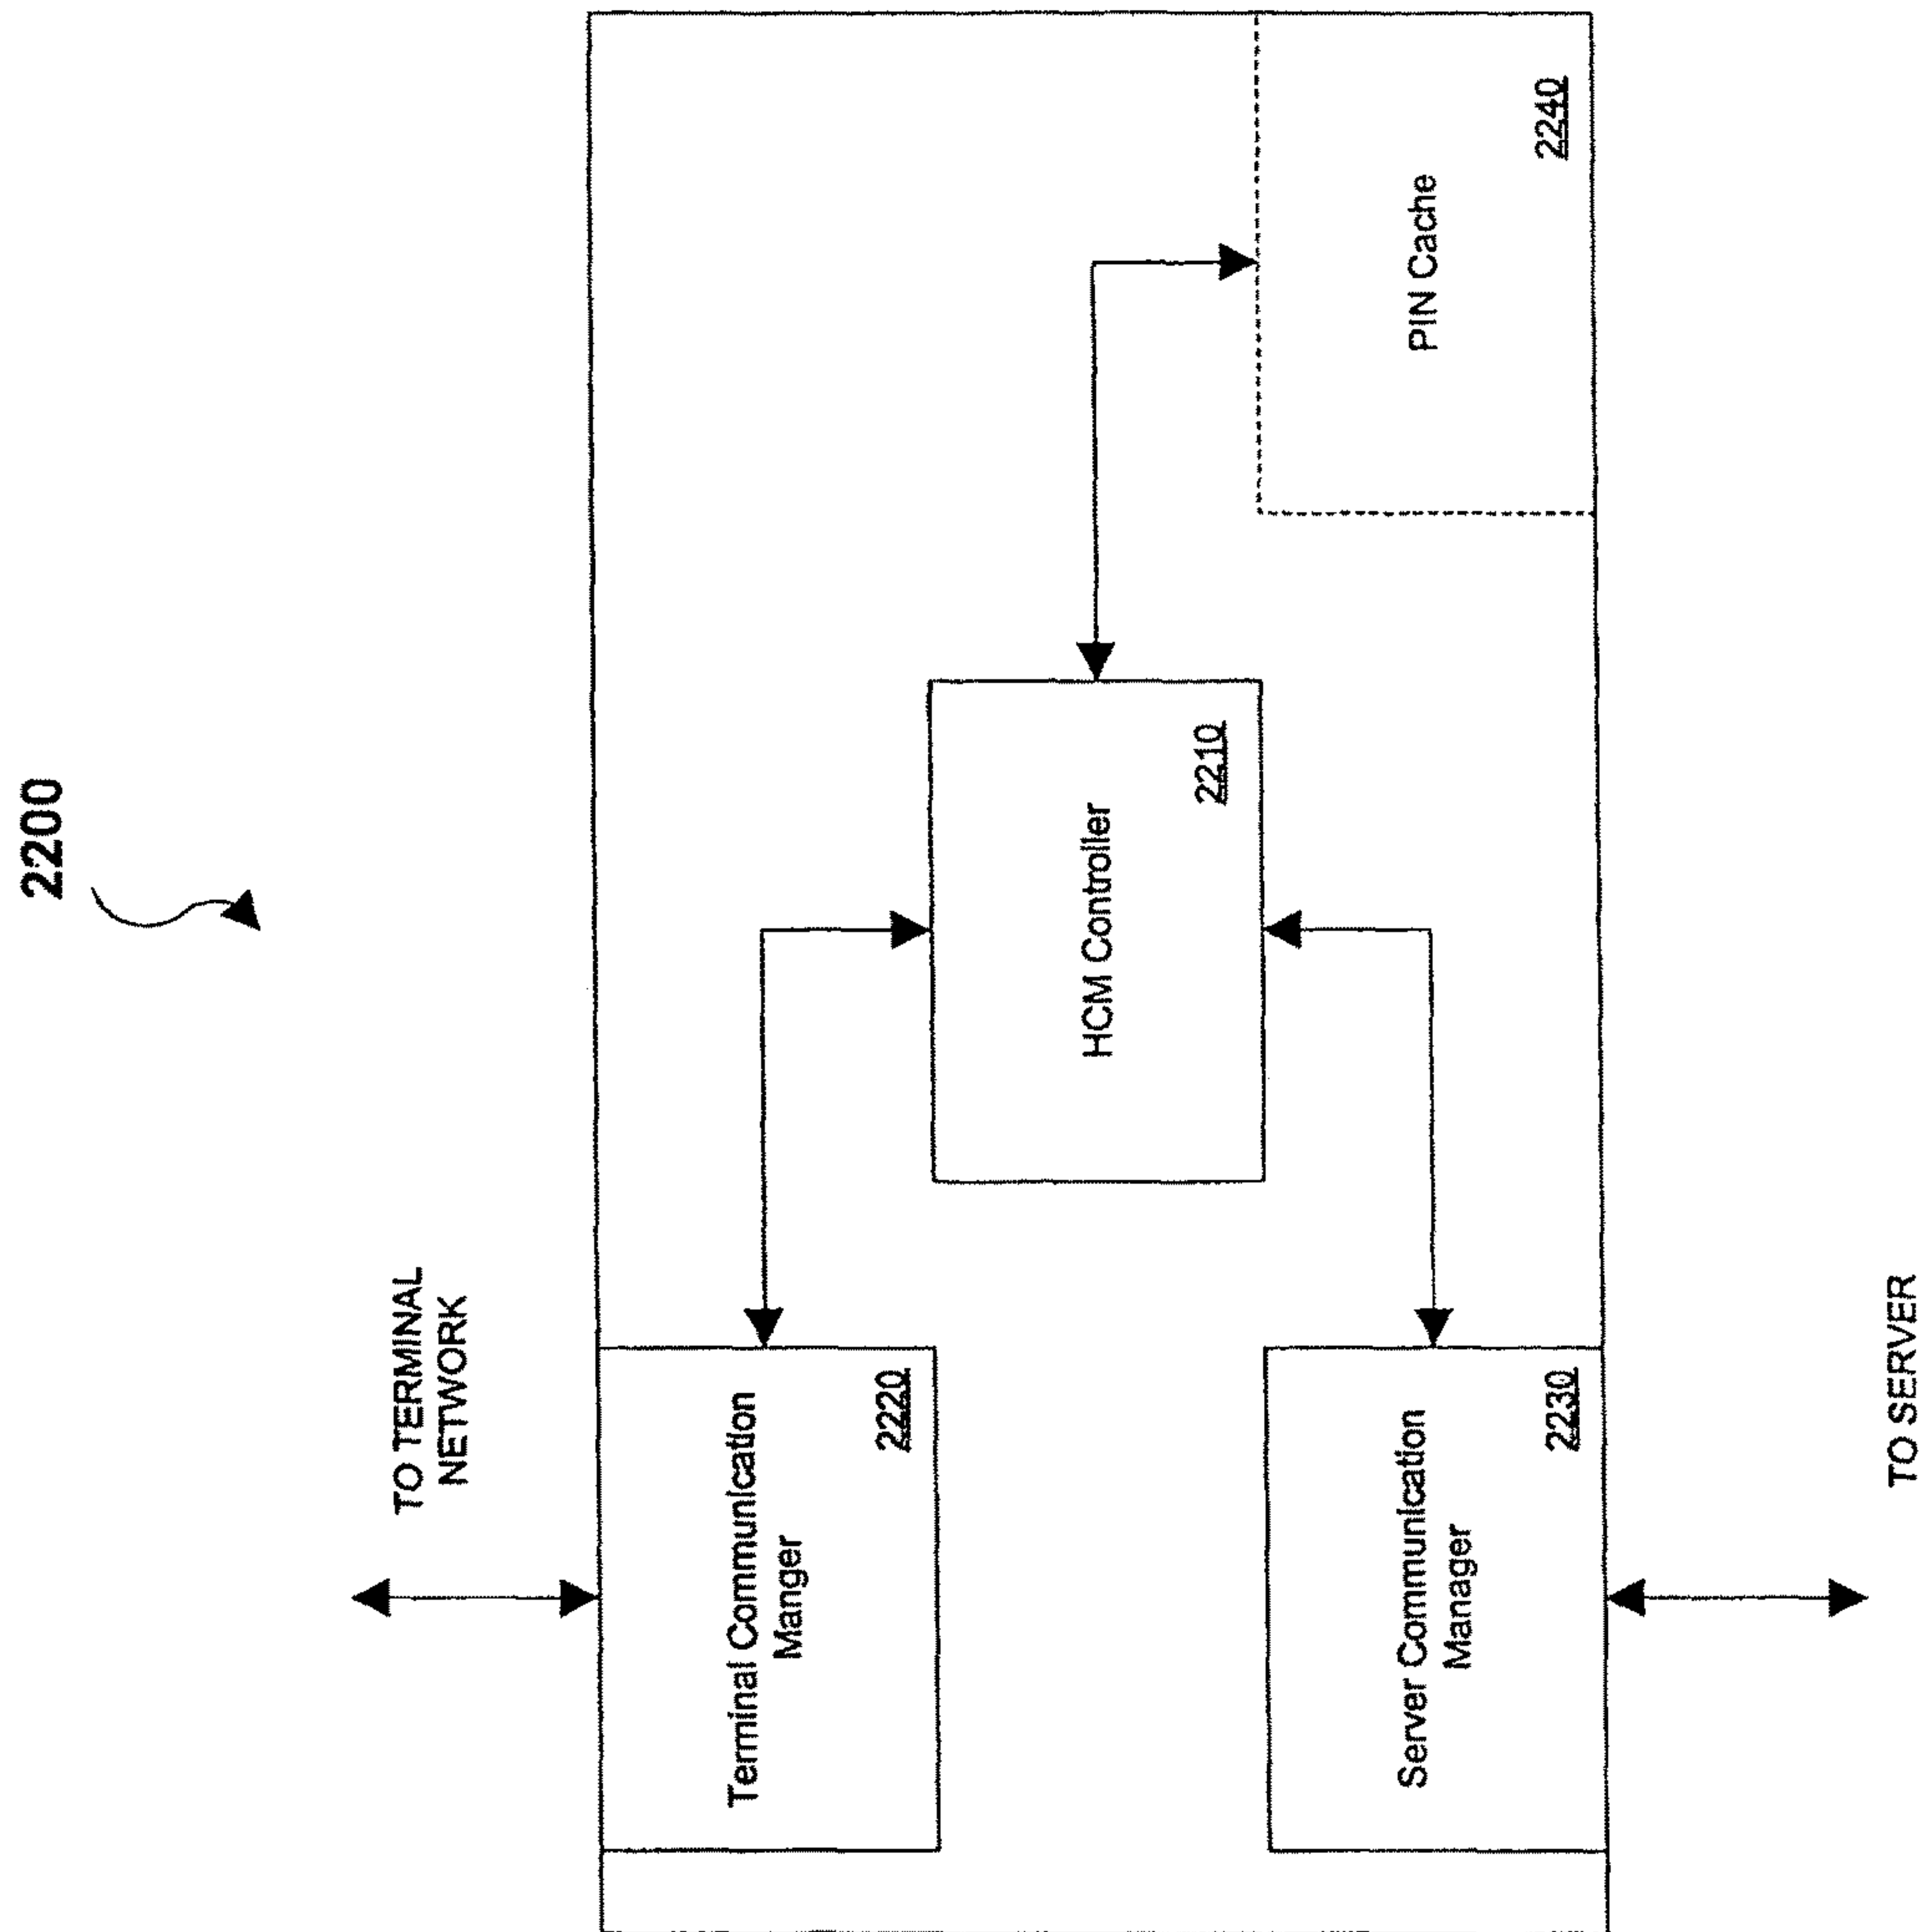 2200
TO TERMINAL
NETWORK
Terminal Communication
Manger
2220
HCM Controller
2210
Server Communication
Manager
2230
PIN Cache
2240
TO SERVER